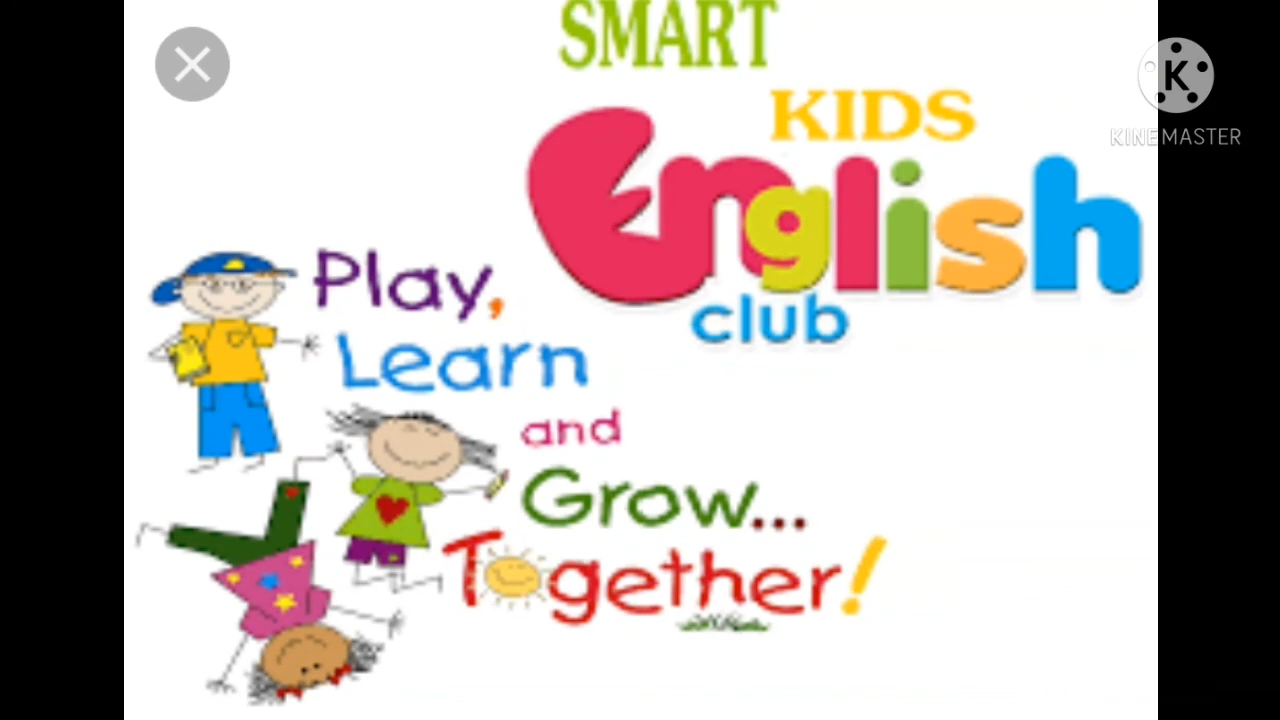 SMART
KIDS
English
club
Play,
Learn
and
Grow...
Together!
K
KINEMASTER